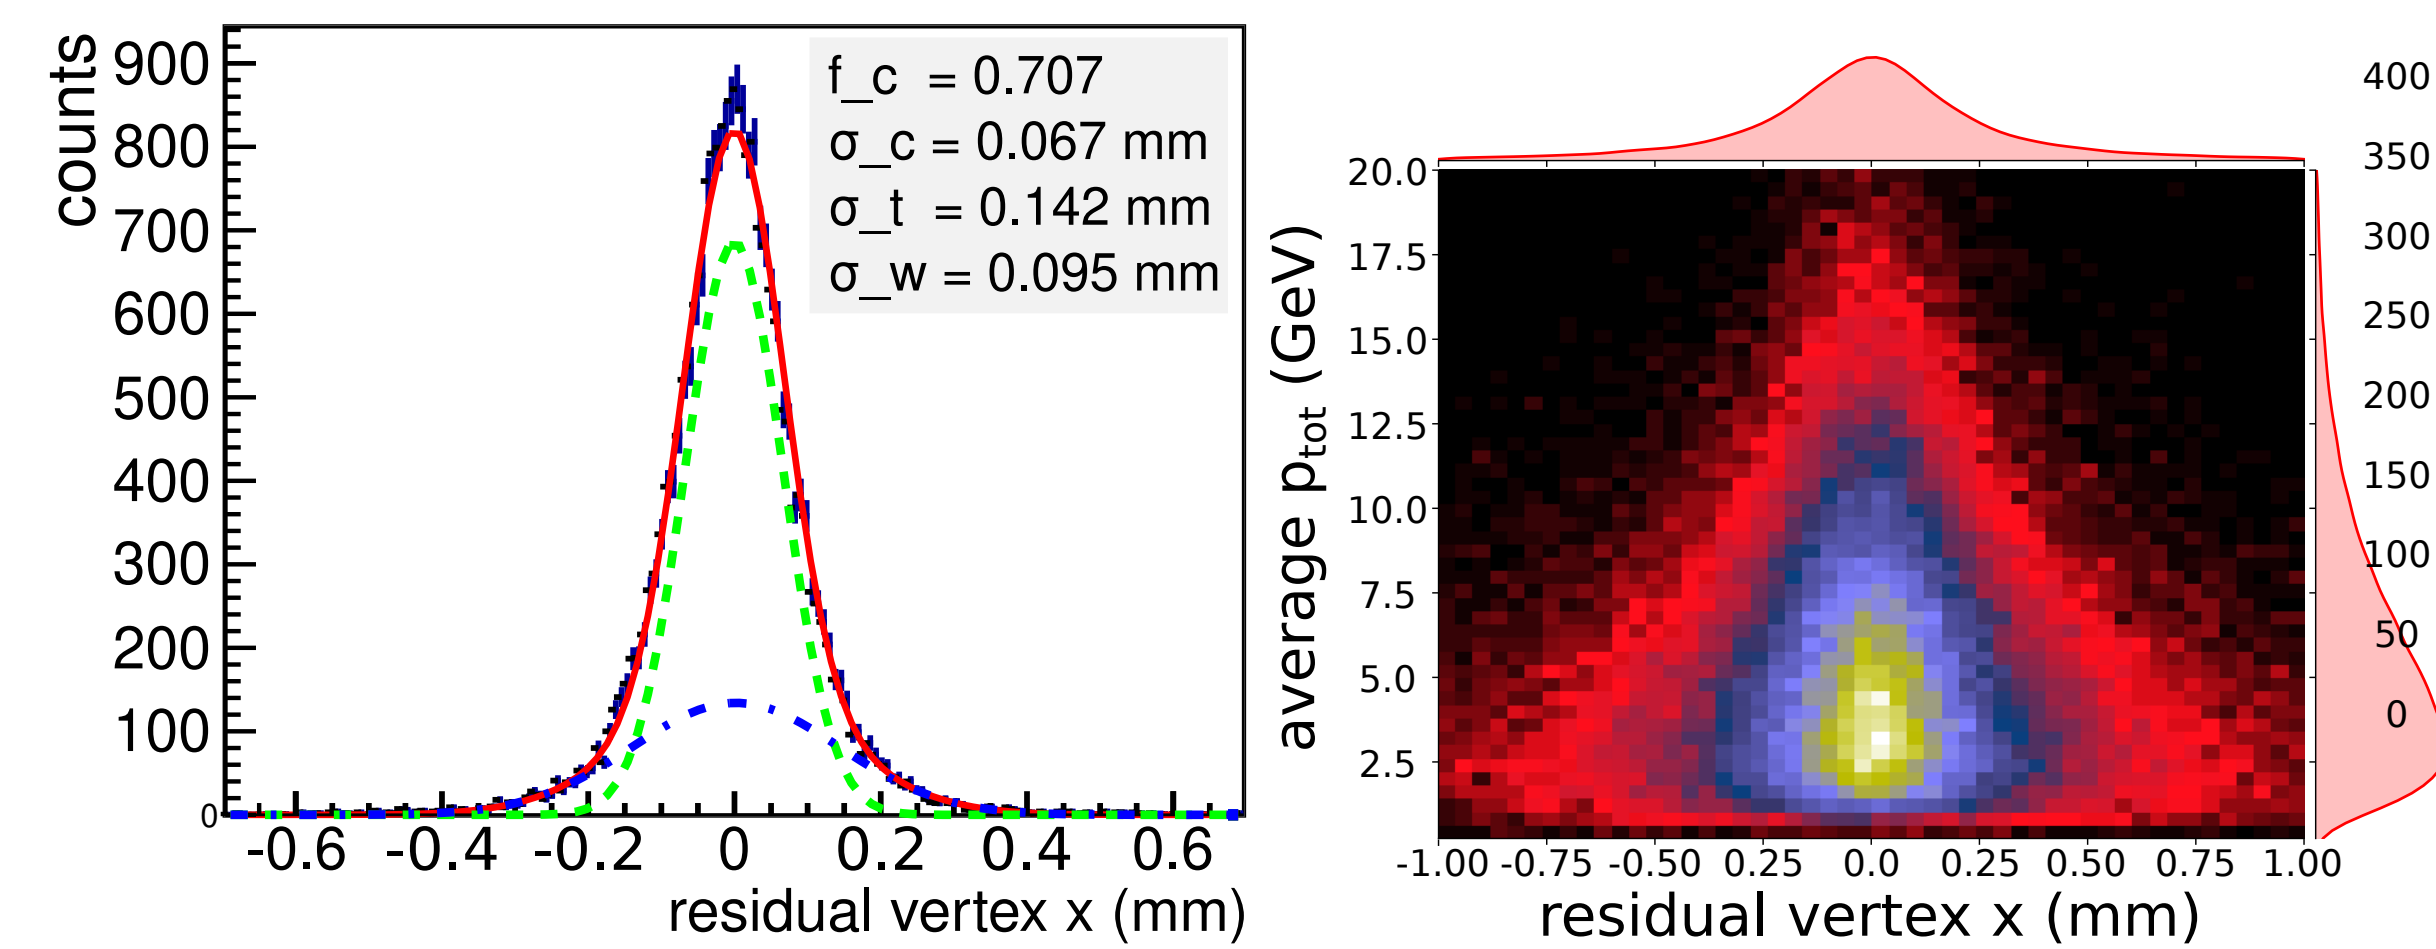 counts
900
800
700
600
500
400
300
200
100
0
-0.6 -0.4 -0.2 0 0.2 0.4 0.6
residual vertex x (mm)
f_c = 0.707
σ_c = 0.067 mm
σ_t = 0.142 mm
σ_w = 0.095 mm
average ptot (GeV)
20.0
17.5
15.0
12.5
10.0
7.5
5.0
2.5
-1.00 -0.75 -0.50 0.25 0.0 0.25 0.50 0.75 1.00
residual vertex x (mm)
400
350
300
250
200
150
100
50
0